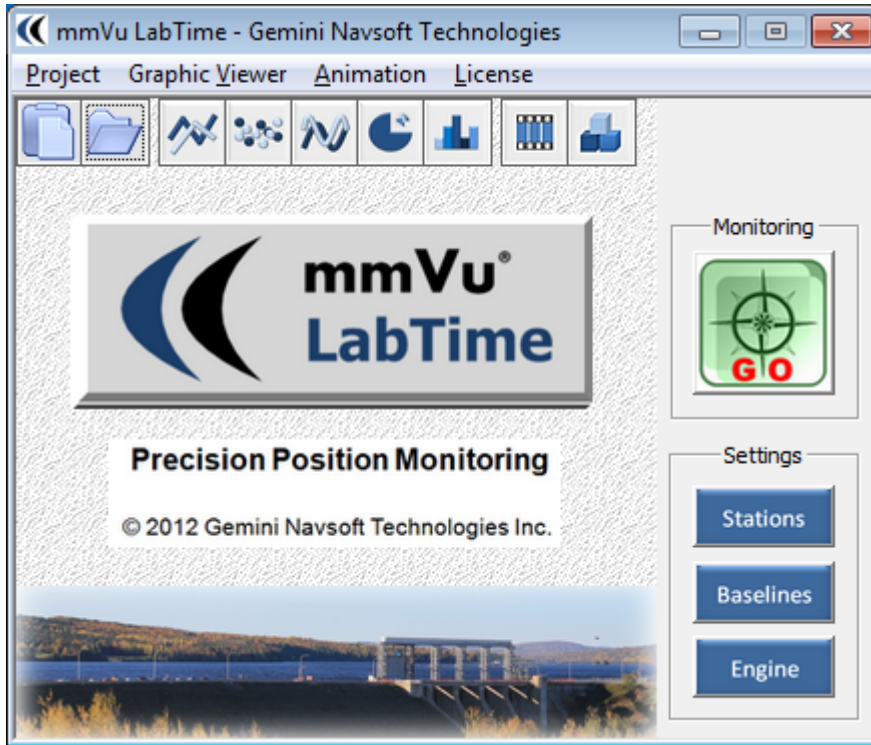 mmVu LabTime - Gemini Navsoft Technologies
Project Graphic Viewer Animation License
mmVu®
LabTime
Precision Position Monitoring
© 2012 Gemini Navsoft Technologies Inc.
Monitoring
GO
Settings
Stations
Baselines
Engine